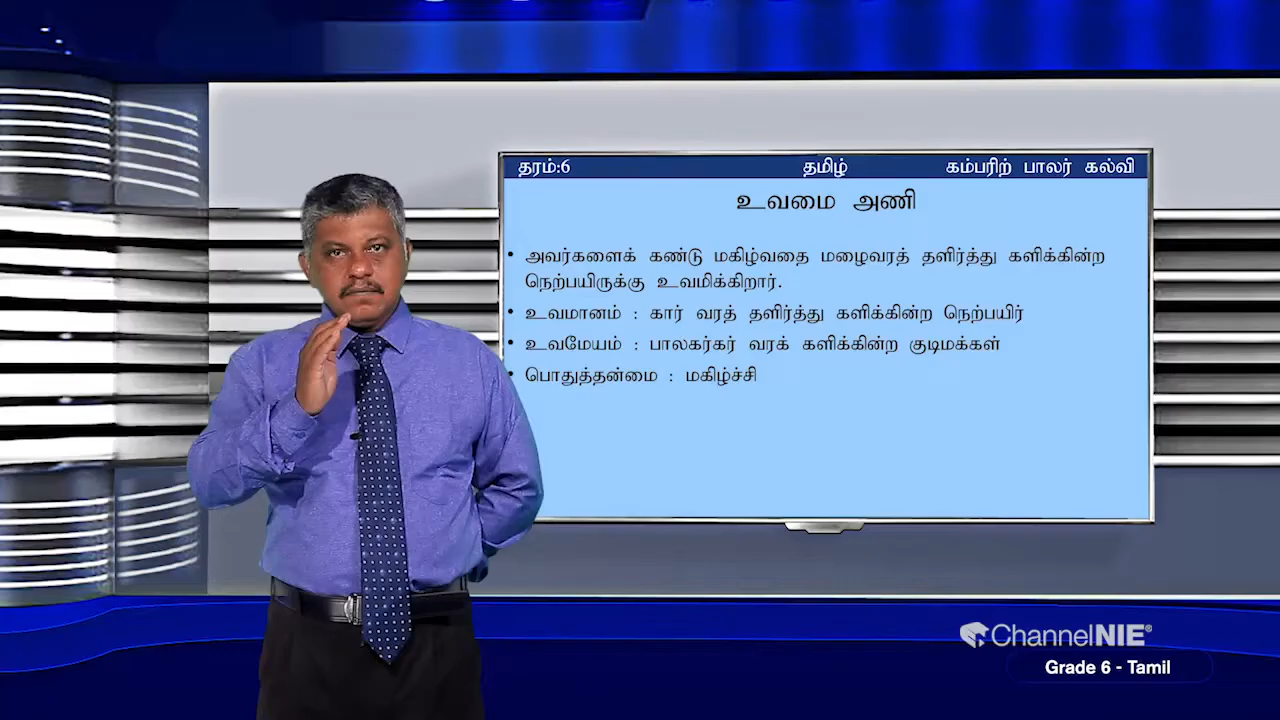 தரம்:6 தமிழ் கம்பரிற் பாலர் கல்வி
உவமை அணி
• அவர்களைக் கண்டு மகிழ்வதை மழைவரத் தளிர்த்து களிக்கின்ற
நெற்பயிருக்கு உவமிக்கிறார்.
• உவமானம் : கார் வரத் தளிர்த்து களிக்கின்ற நெற்பயிர்
• உவமேயம் : பாலகர்கர் வரக் களிக்கின்ற குடிமக்கள்
• பொதுத்தன்மை : மகிழ்ச்சி
ChannelNIE®
Grade 6 - Tamil